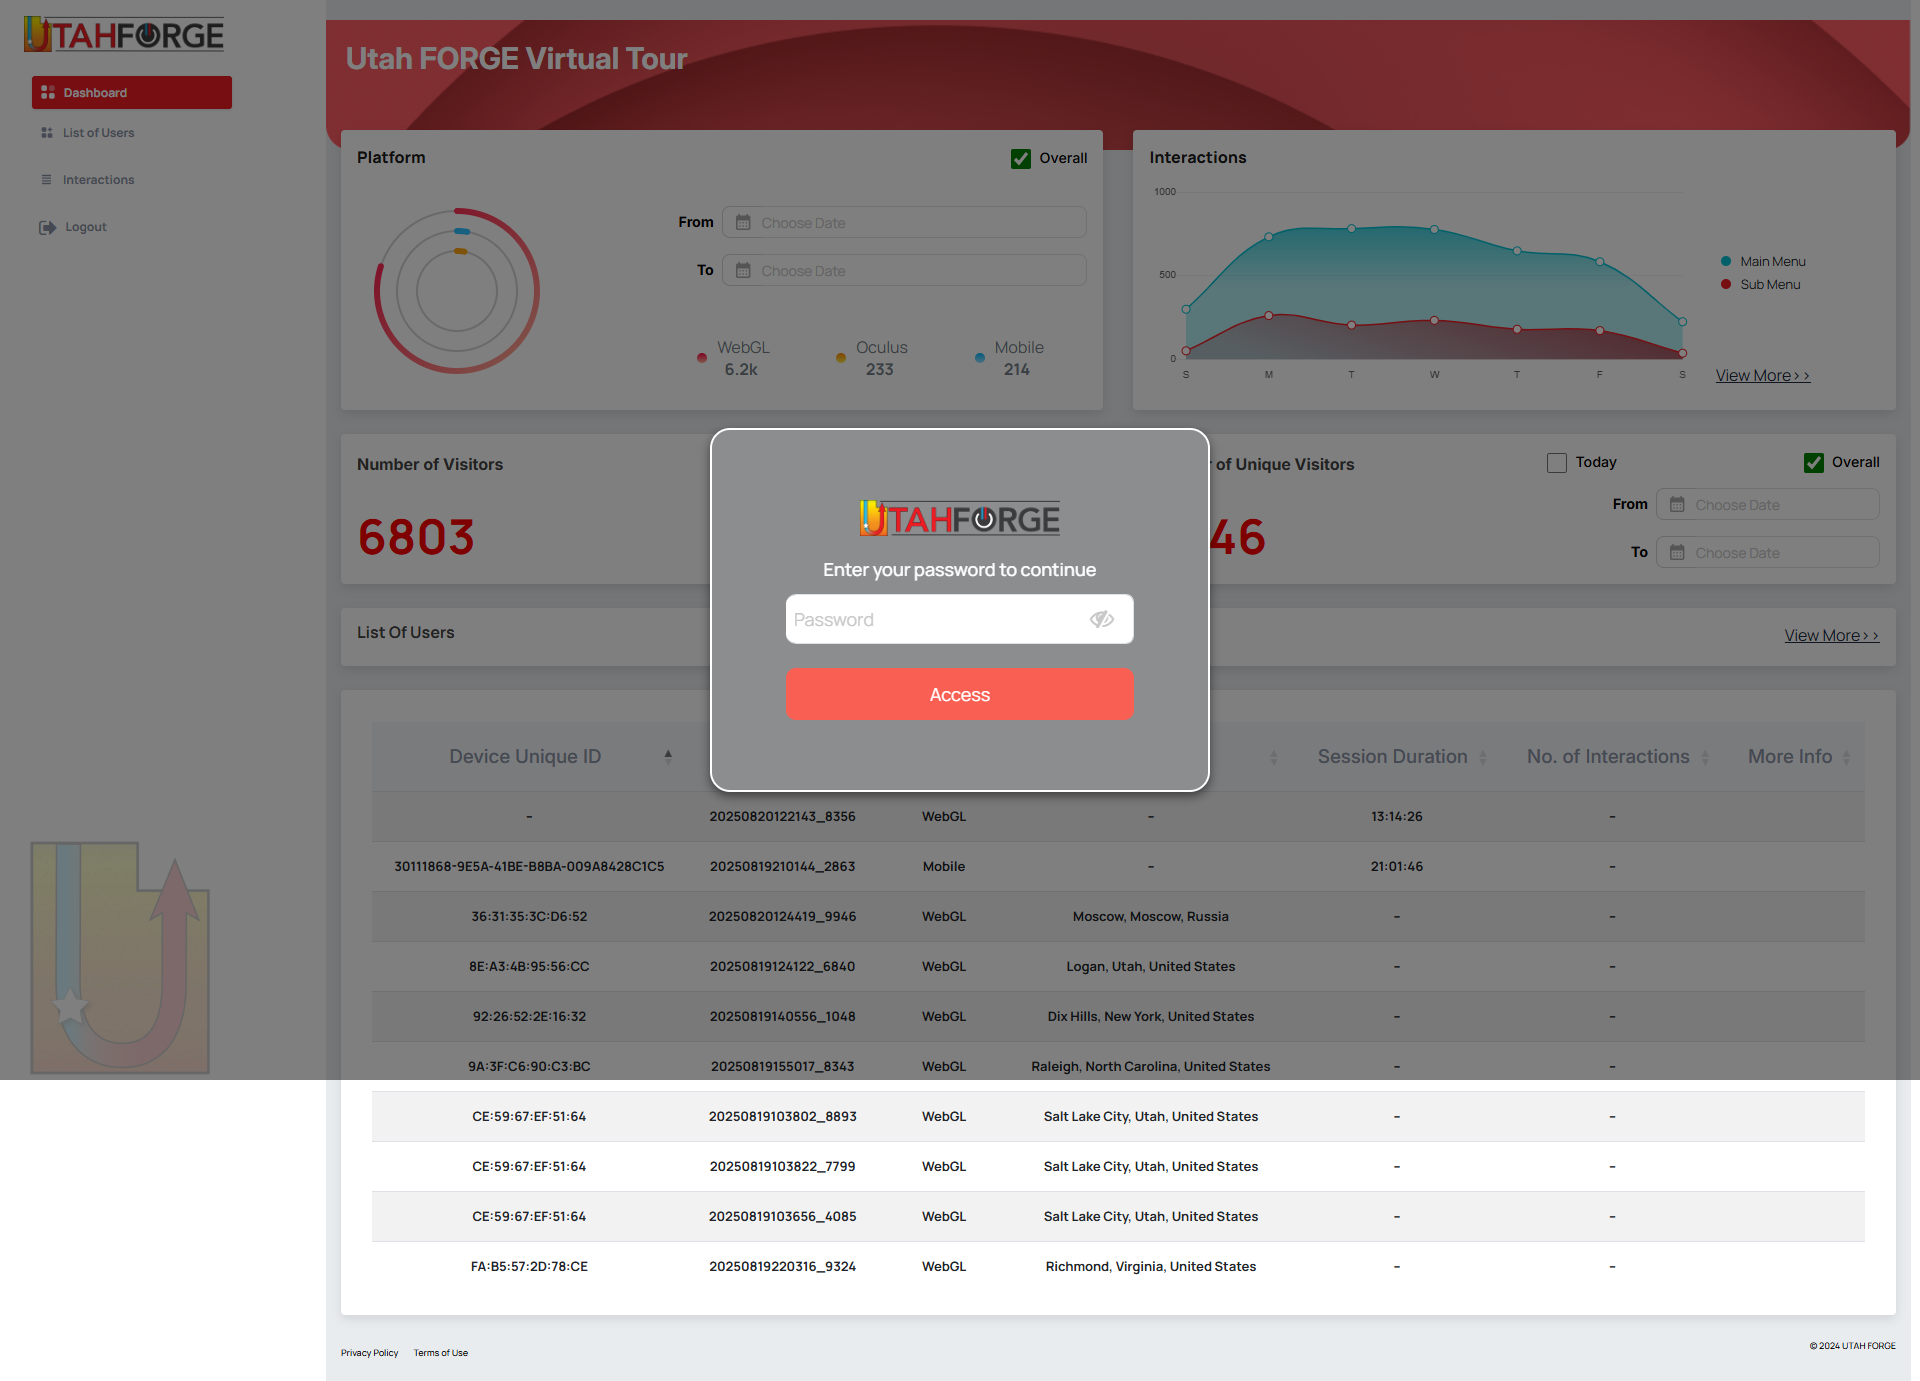 UTAHFORGE
Dashboard
List of Users
Interactions
Logout
Utah FORGE Virtual Tour
Platform
Overall
From
Choose Date
To
Choose Date
WebGL
6.2k
Oculus
233
Mobile
214
Interactions
1000
500
0
S M T W T F S
Main Menu
Sub Menu
View More>>
Number of Visitors
6803
r of Unique Visitors
46
Today
Overall
From
Choose Date
To
Choose Date
List Of Users
View More>>
UTAHFORGE
Enter your password to continue
Password
Access
Device Unique ID Session Duration No. of Interactions More Info
- 20250820122143_8356 WebGL - 13:14:26 -
30111868-9E5A-41BE-B8BA-009A8428C1C5 20250819210144_2863 Mobile - 21:01:46 -
36:31:35:3C:D6:52 20250820124419_9946 WebGL Moscow, Moscow, Russia - -
8E:A3:4B:95:56:CC 20250819124122_6840 WebGL Logan, Utah, United States - -
92:26:52:2E:16:32 20250819140556_1048 WebGL Dix Hills, New York, United States - -
9A:3F:C6:90:C3:BC 20250819155017_8343 WebGL Raleigh, North Carolina, United States - -
CE:59:67:EF:51:64 20250819103802_8893 WebGL Salt Lake City, Utah, United States - -
CE:59:67:EF:51:64 20250819103822_7799 WebGL Salt Lake City, Utah, United States - -
CE:59:67:EF:51:64 20250819103656_4085 WebGL Salt Lake City, Utah, United States - -
FA:B5:57:2D:78:CE 20250819220316_9324 WebGL Richmond, Virginia, United States - -
Privacy Policy Terms of Use
© 2024 UTAH FORGE